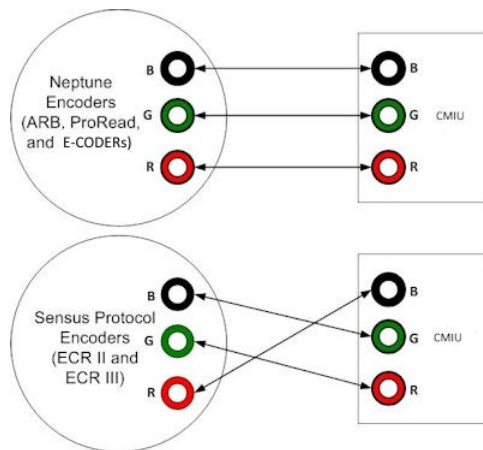 Neptune
Encoders
(ARB, ProRead,
and E-CODERs)
B
G
R
B
G
R
CMIU
Sensus Protocol
Encoders
(ECR II and
ECR III)
B
G
R
B
G
R
CMIU